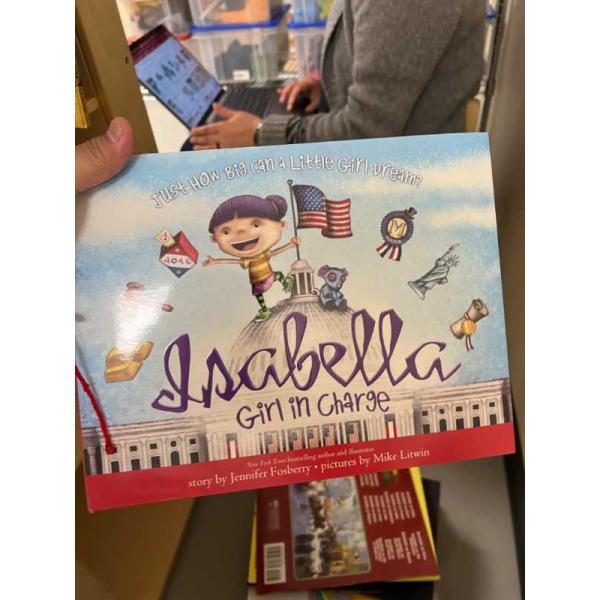 Just How Big Can a Little Girl Dream?
VOTE
M
Isabella
Girl in Charge
New York Times bestselling author and illustrator
story by Jennifer Fosberry • pictures by Mike Litwin